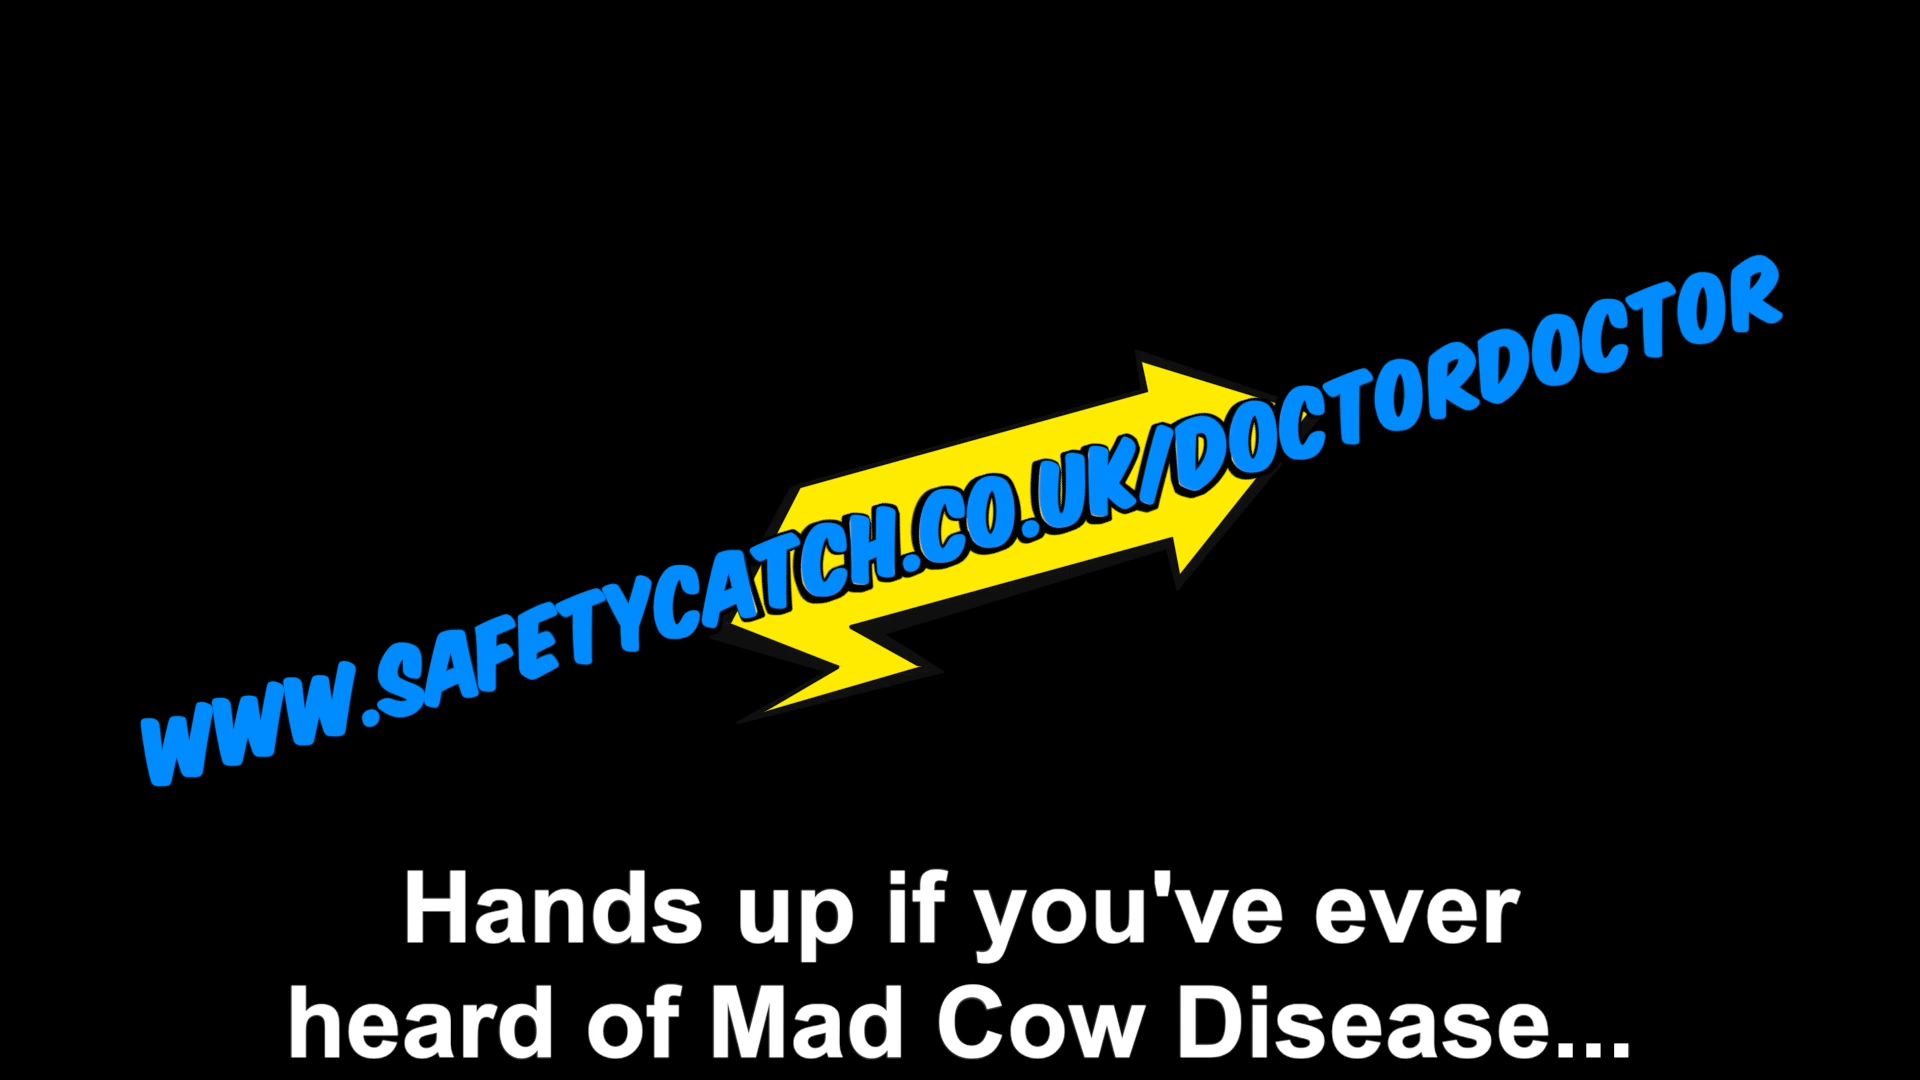 WWW.SAFETYCATCH.CO.UK/DOCTORDOCTOR
Hands up if you've ever
heard of Mad Cow Disease...